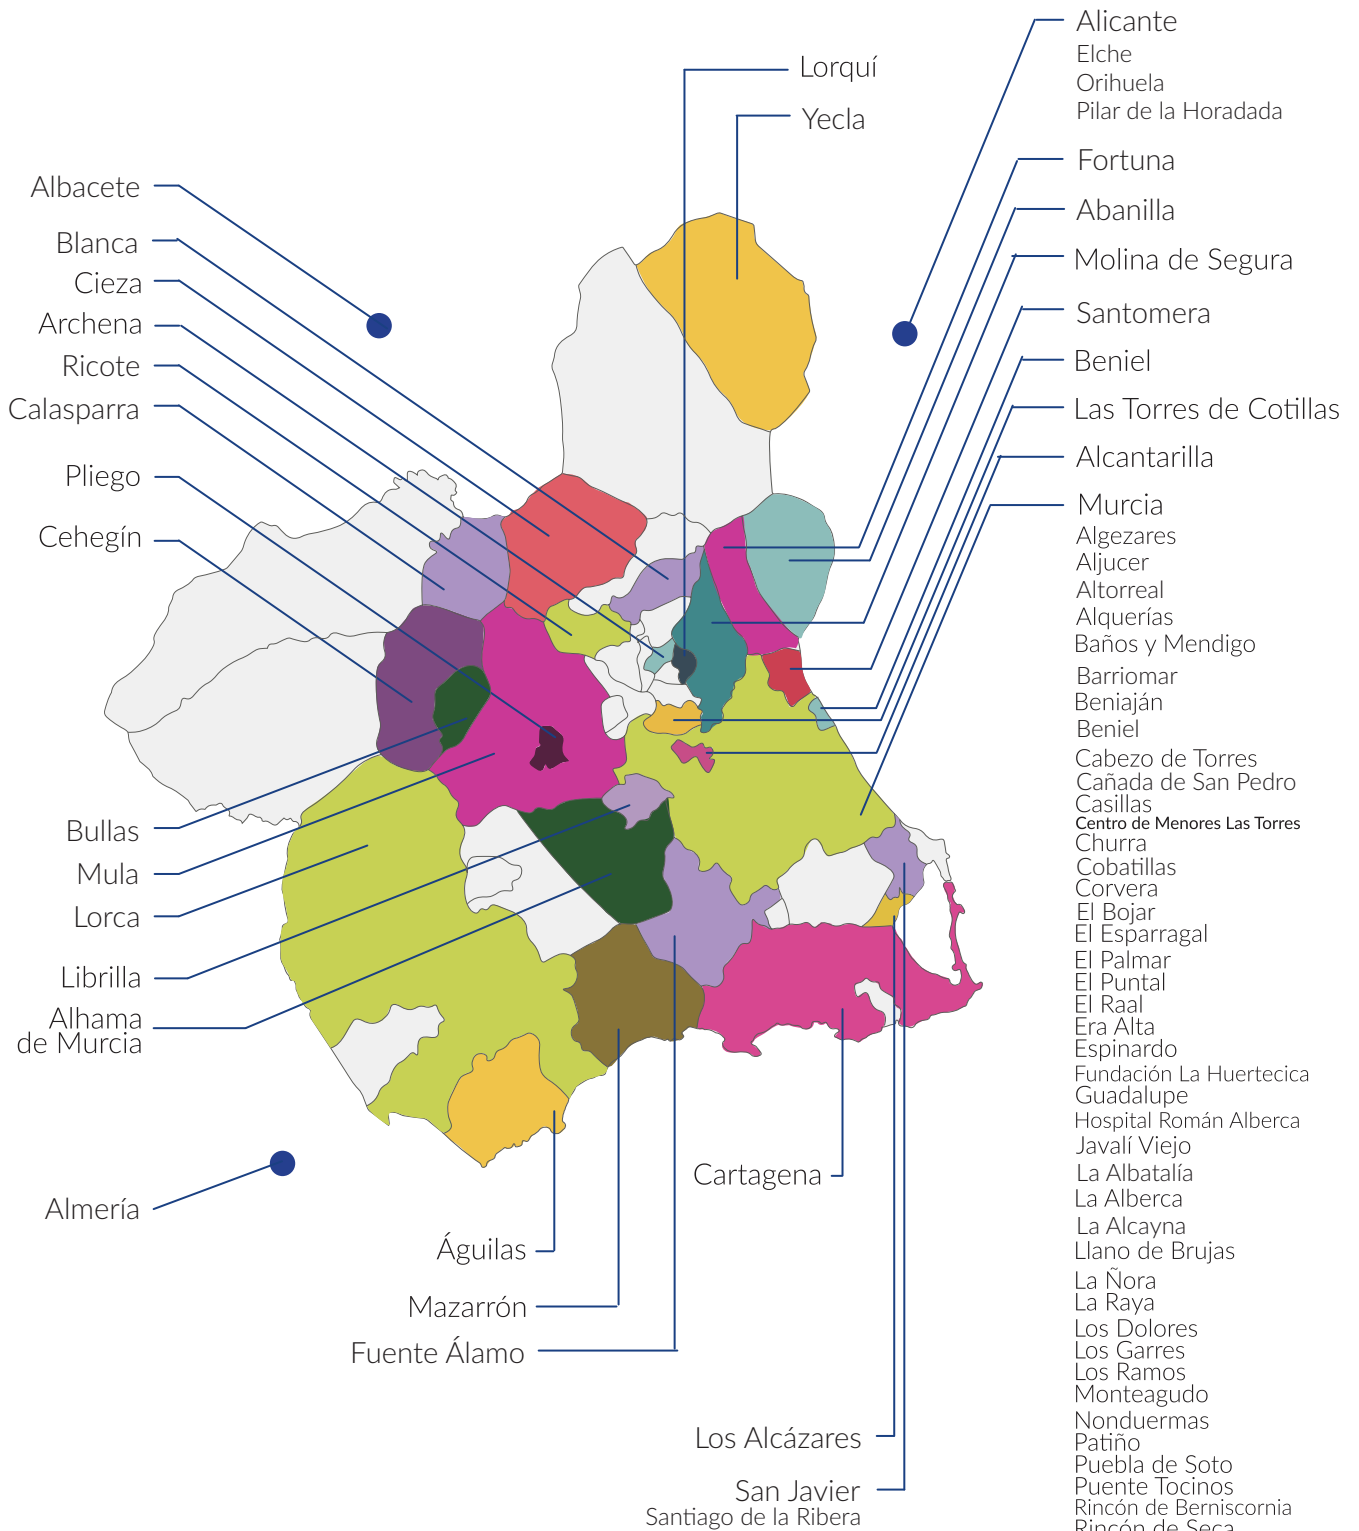 Lorquí
Yecla
Albacete
Blanca
Cieza
Archena
Ricote
Calasparra
Pliego
Cehegín
Bullas
Mula
Lorca
Librilla
Alhama
de Murcia
Almería
Águilas
Mazarrón
Fuente Álamo
Cartagena
Los Alcázares
San Javier
Santiago de la Ribera
Alicante
Elche
Orihuela
Pilar de la Horadada
Fortuna
Abanilla
Molina de Segura
Santomera
Beniel
Las Torres de Cotillas
Alcantarilla
Murcia
Algezares
Aljucer
Altorreal
Alquerías
Baños y Mendigo
Barriomar
Beniaján
Beniel
Cabezo de Torres
Cañada de San Pedro
Casillas
Centro de Menores Las Torres
Churra
Cobatillas
Corvera
El Bojar
El Esparragal
El Palmar
El Puntal
El Raal
Era Alta
Espinardo
Fundación La Huertecica
Guadalupe
Hospital Román Alberca
Javalí Viejo
La Albatalía
La Alberca
La Alcayna
Llano de Brujas
La Ñora
La Raya
Los Dolores
Los Garres
Los Ramos
Monteagudo
Nonduermas
Patiño
Puebla de Soto
Puente Tocinos
Rincón de Berniscornia
Rincón de Seca